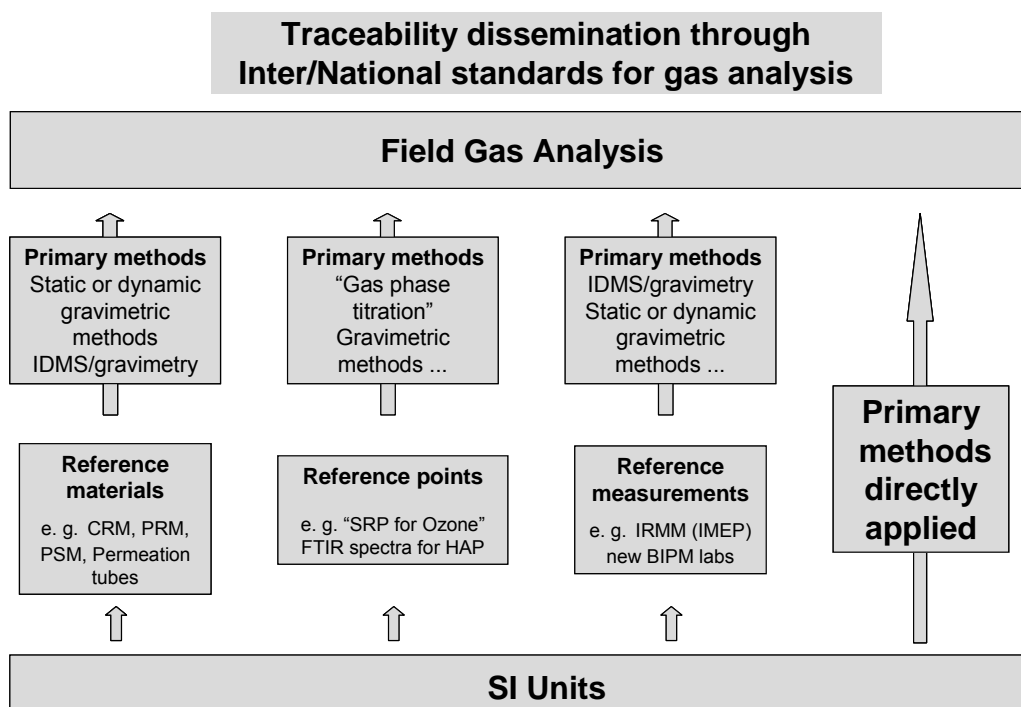 Traceability dissemination through
Inter/National standards for gas analysis
Field Gas Analysis
Primary methods
Static or dynamic
gravimetric
methods
IDMS/gravimetry
Primary methods
“Gas phase
titration”
Gravimetric
methods ...
Primary methods
IDMS/gravimetry
Static or dynamic
gravimetric
methods ...
Primary
methods
directly
applied
Reference
materials
e. g. CRM, PRM,
PSM, Permeation
tubes
Reference points
e. g. “SRP for Ozone”
FTIR spectra for HAP
Reference
measurements
e. g. IRMM (IMEP)
new BIPM labs
SI Units